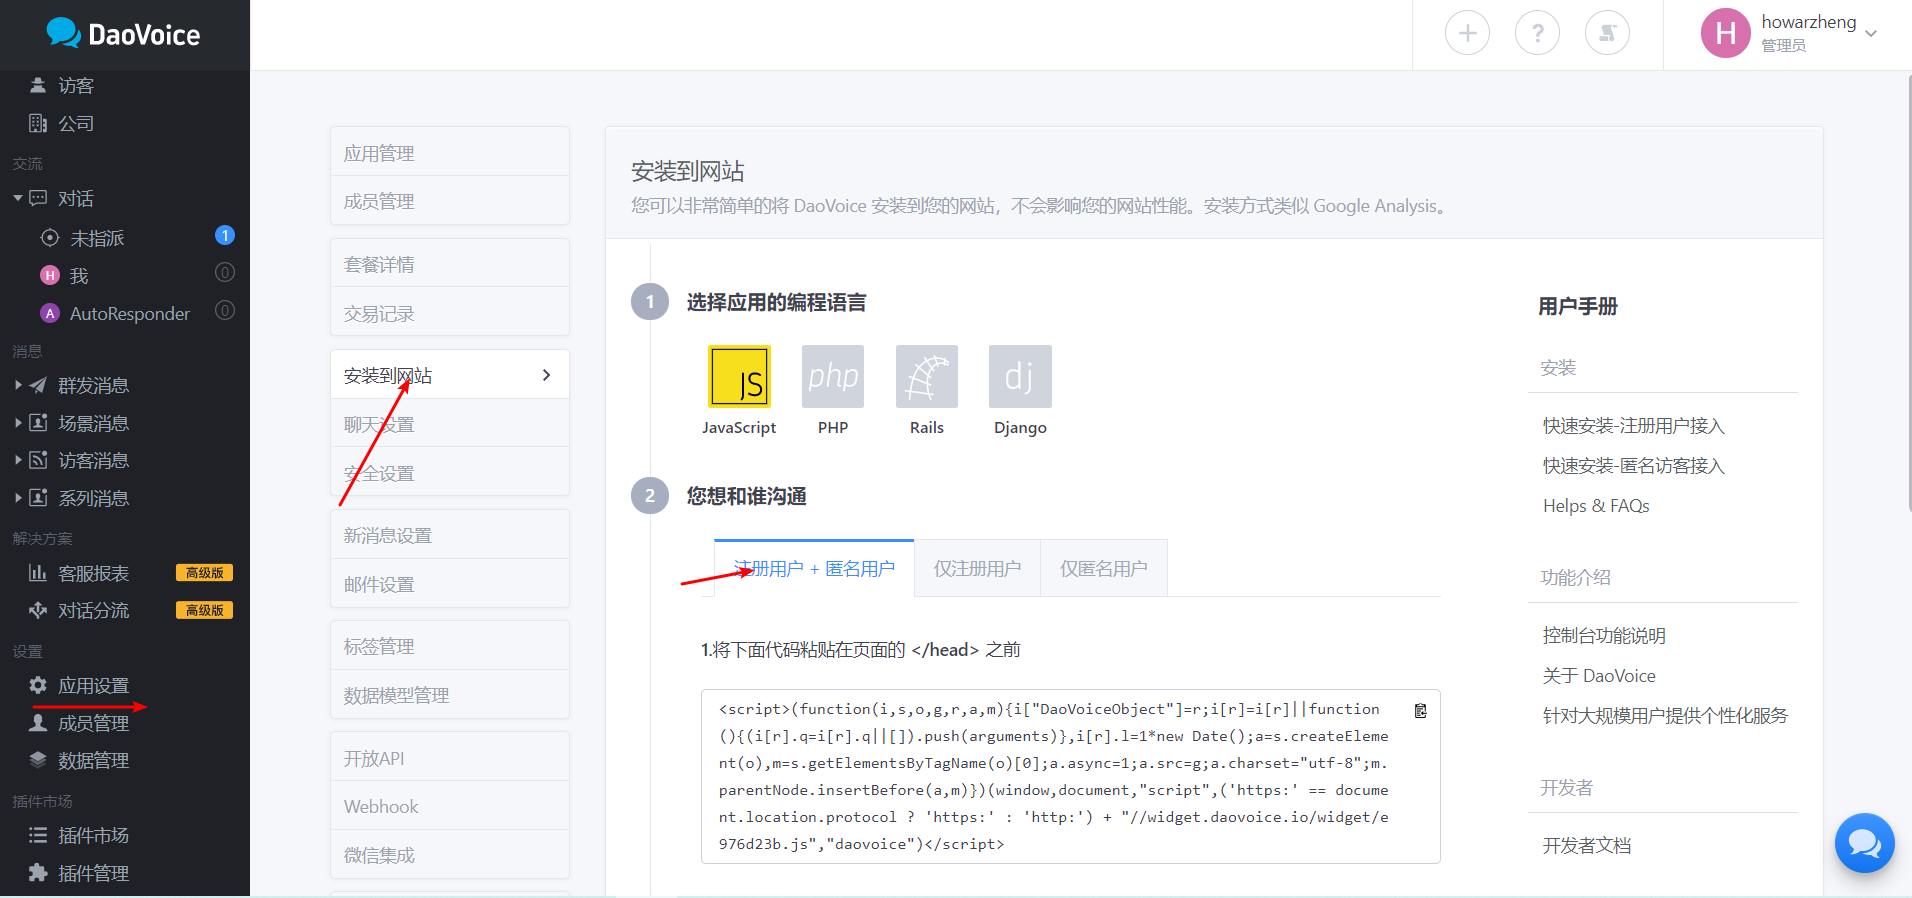 DaoVoice
howarzheng
管理员
访客
公司
交流
对话
未指派
1
H
我
0
A
AutoResponder
0
消息
群发消息
场景消息
访客消息
系列消息
解决方案
客服报表
高级版
对话分流
高级版
设置
应用设置
成员管理
数据管理
插件市场
插件市场
插件管理
H
应用管理
成员管理
套餐详情
交易记录
安装到网站
聊天设置
安全设置
新消息设置
邮件设置
标签管理
数据模型管理
开放API
Webhook
微信集成
安装到网站
您可以非常简单的将 DaoVoice 安装到您的网站，不会影响您的网站性能。安装方式类似 Google Analysis。
1
选择应用的编程语言
JS
php
dj
JavaScript
PHP
Rails
Django
2
您想和谁沟通
注册用户 + 匿名用户
仅注册用户
仅匿名用户
1.将下面代码粘贴在页面的 </head> 之前
<script>(function(i,s,o,g,r,a,m){i["DaoVoiceObject"]=r;i[r]=i[r]||function
(){(i[r].q=i[r].q||[]).push(arguments)},i[r].l=1*new Date();a=s.createEleme
nt(o),m=s.getElementsByTagName(o)[0];a.async=1;a.src=g;a.charset="utf-8";m.
parentNode.insertBefore(a,m)})(window,document,"script",('https:' == docume
nt.location.protocol ? 'https:' : 'http:') + "//widget.daovoice.io/widget/e
976d23b.js","daovoice")</script>
用户手册
安装
快速安装-注册用户接入
快速安装-匿名访客接入
Helps & FAQs
功能介绍
控制台功能说明
关于 DaoVoice
针对大规模用户提供个性化服务
开发者
开发者文档